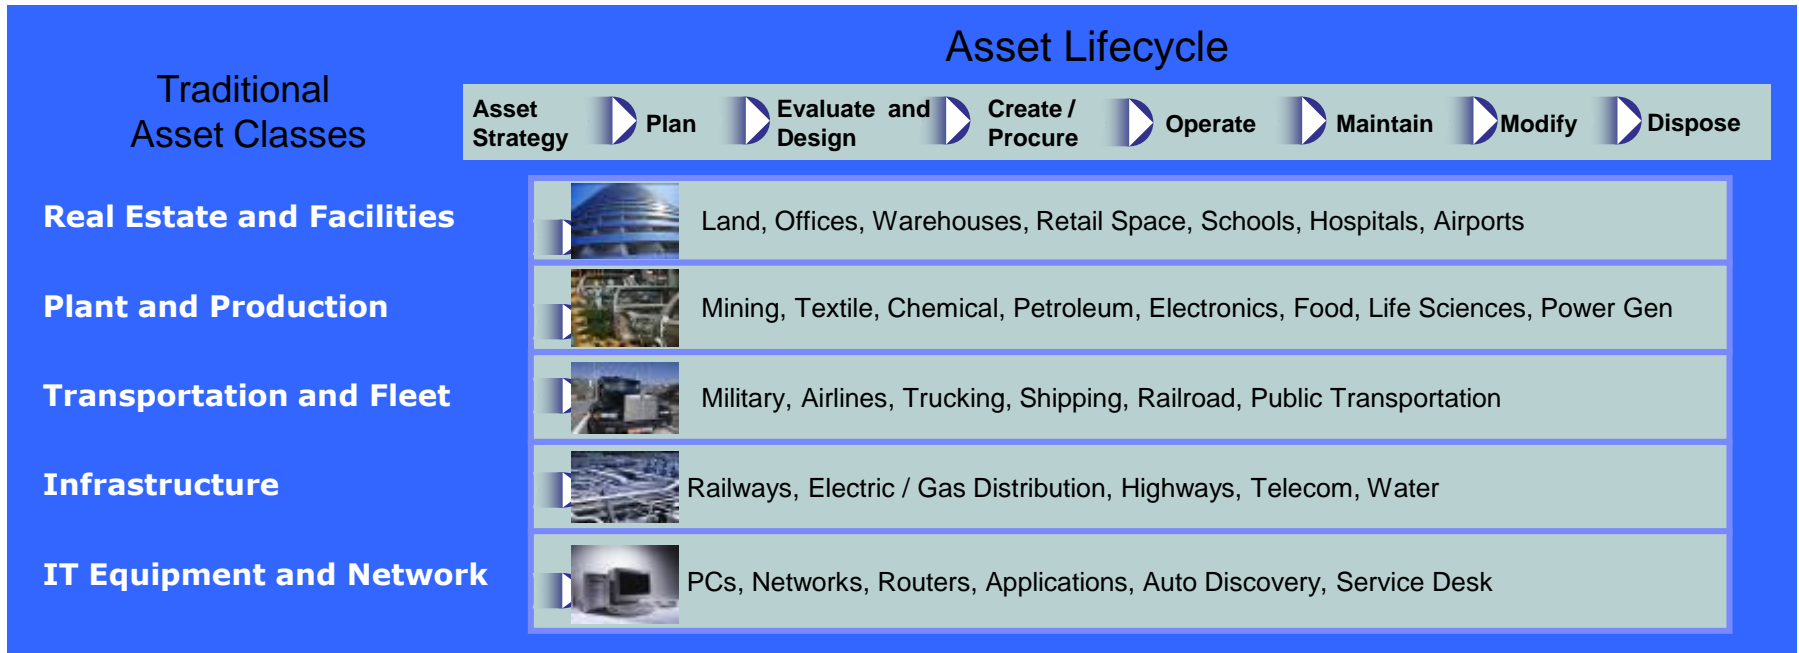 Asset Lifecycle
Traditional
Asset Classes
Asset
Strategy
Plan
Evaluate and
Design
Create /
Procure
Operate
Maintain
Modify
Dispose
Real Estate and Facilities
Land, Offices, Warehouses, Retail Space, Schools, Hospitals, Airports
Plant and Production
Mining, Textile, Chemical, Petroleum, Electronics, Food, Life Sciences, Power Gen
Transportation and Fleet
Military, Airlines, Trucking, Shipping, Railroad, Public Transportation
Infrastructure
Railways, Electric / Gas Distribution, Highways, Telecom, Water
IT Equipment and Network
PCs, Networks, Routers, Applications, Auto Discovery, Service Desk